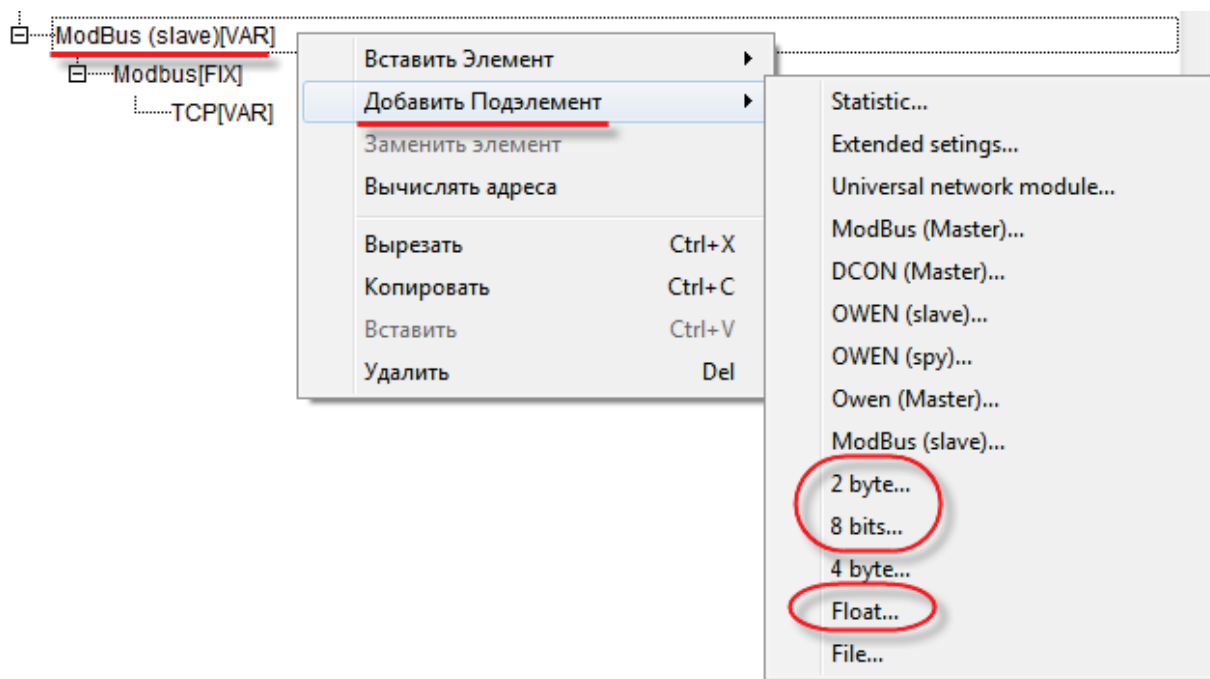 ModBus (slave)[VAR]
Modbus[FIX]
TCP[VAR]
Вставить Элемент
Добавить Подэлемент
Заменить элемент
Вычислять адреса
Вырезать Ctrl+X
Копировать Ctrl+C
Вставить Ctrl+V
Удалить Del
Statistic...
Extended setings...
Universal network module...
ModBus (Master)...
DCON (Master)...
OWEN (slave)...
OWEN (spy)...
Owen (Master)...
ModBus (slave)...
2 byte...
8 bits...
4 byte...
Float...
File...